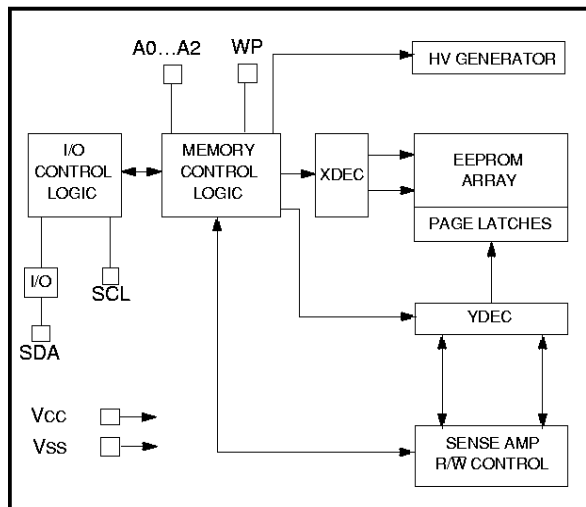 A0...A2
WP
HV GENERATOR
I/O
CONTROL
LOGIC
MEMORY
CONTROL
LOGIC
XDEC
EEPROM
ARRAY
PAGE LATCHES
I/O
SCL
SDA
YDEC
VCC
VSS
SENSE AMP
R/W̅ CONTROL